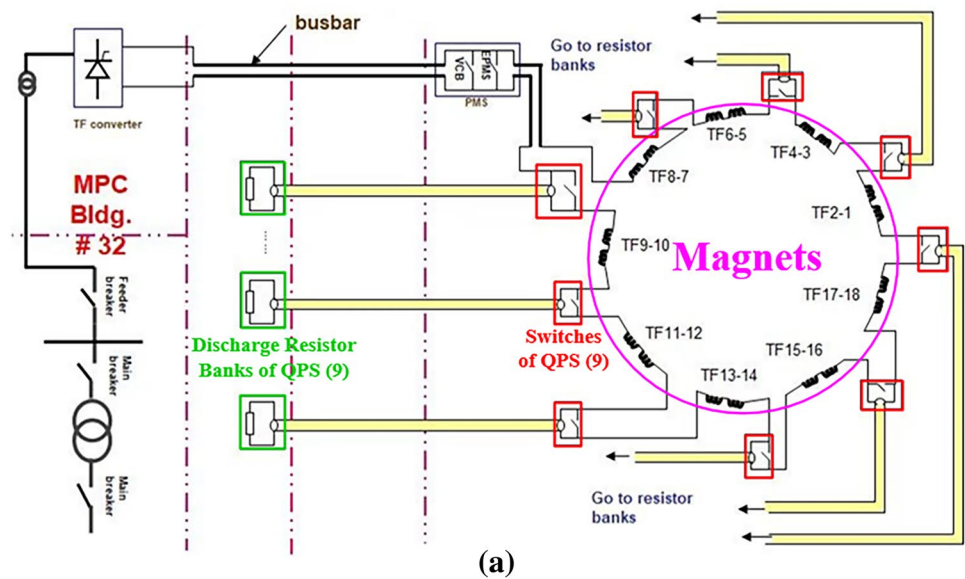 busbar
TF converter
VCB
EPMS
PMS
Go to resistor
banks
TF6-5
TF4-3
TF8-7
TF2-1
MPC
Bldg.
# 32
TF9-10
Magnets
TF17-18
Feeder
breaker
Discharge Resistor
Banks of QPS (9)
Switches
of QPS (9)
TF11-12
TF15-16
TF13-14
Main
breaker
Main
breaker
Go to resistor
banks
(a)